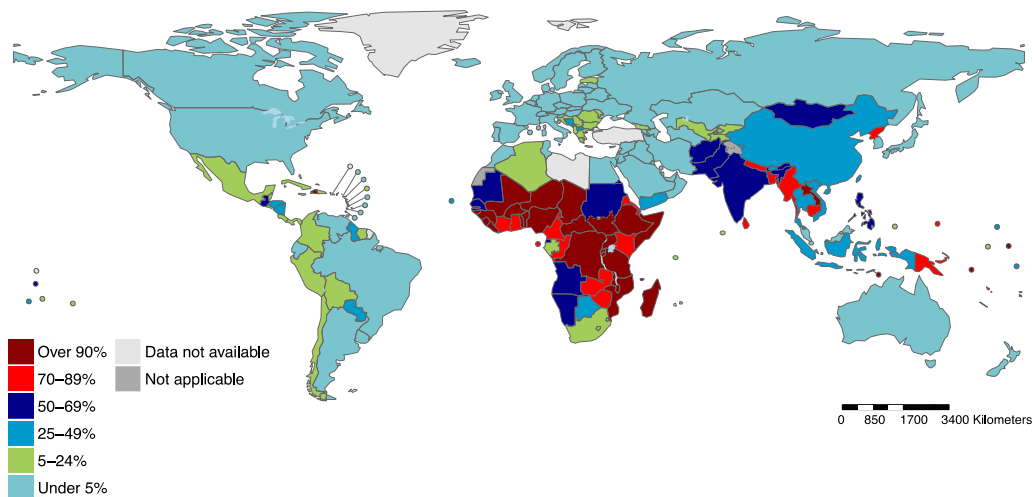 Over 90%
70–89%
50–69%
25–49%
5–24%
Under 5%
Data not available
Not applicable
0 850 1700 3400 Kilometers